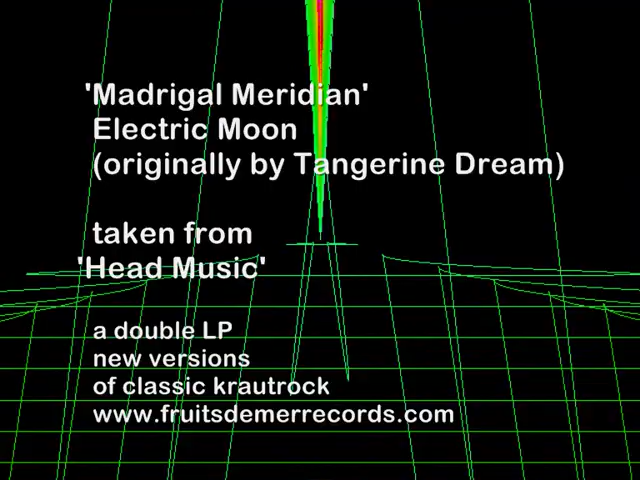 'Madrigal Meridian'
Electric Moon
(originally by Tangerine Dream)
taken from
'Head Music'
a double LP
new versions
of classic krautrock
www.fruitsdemerrecords.com